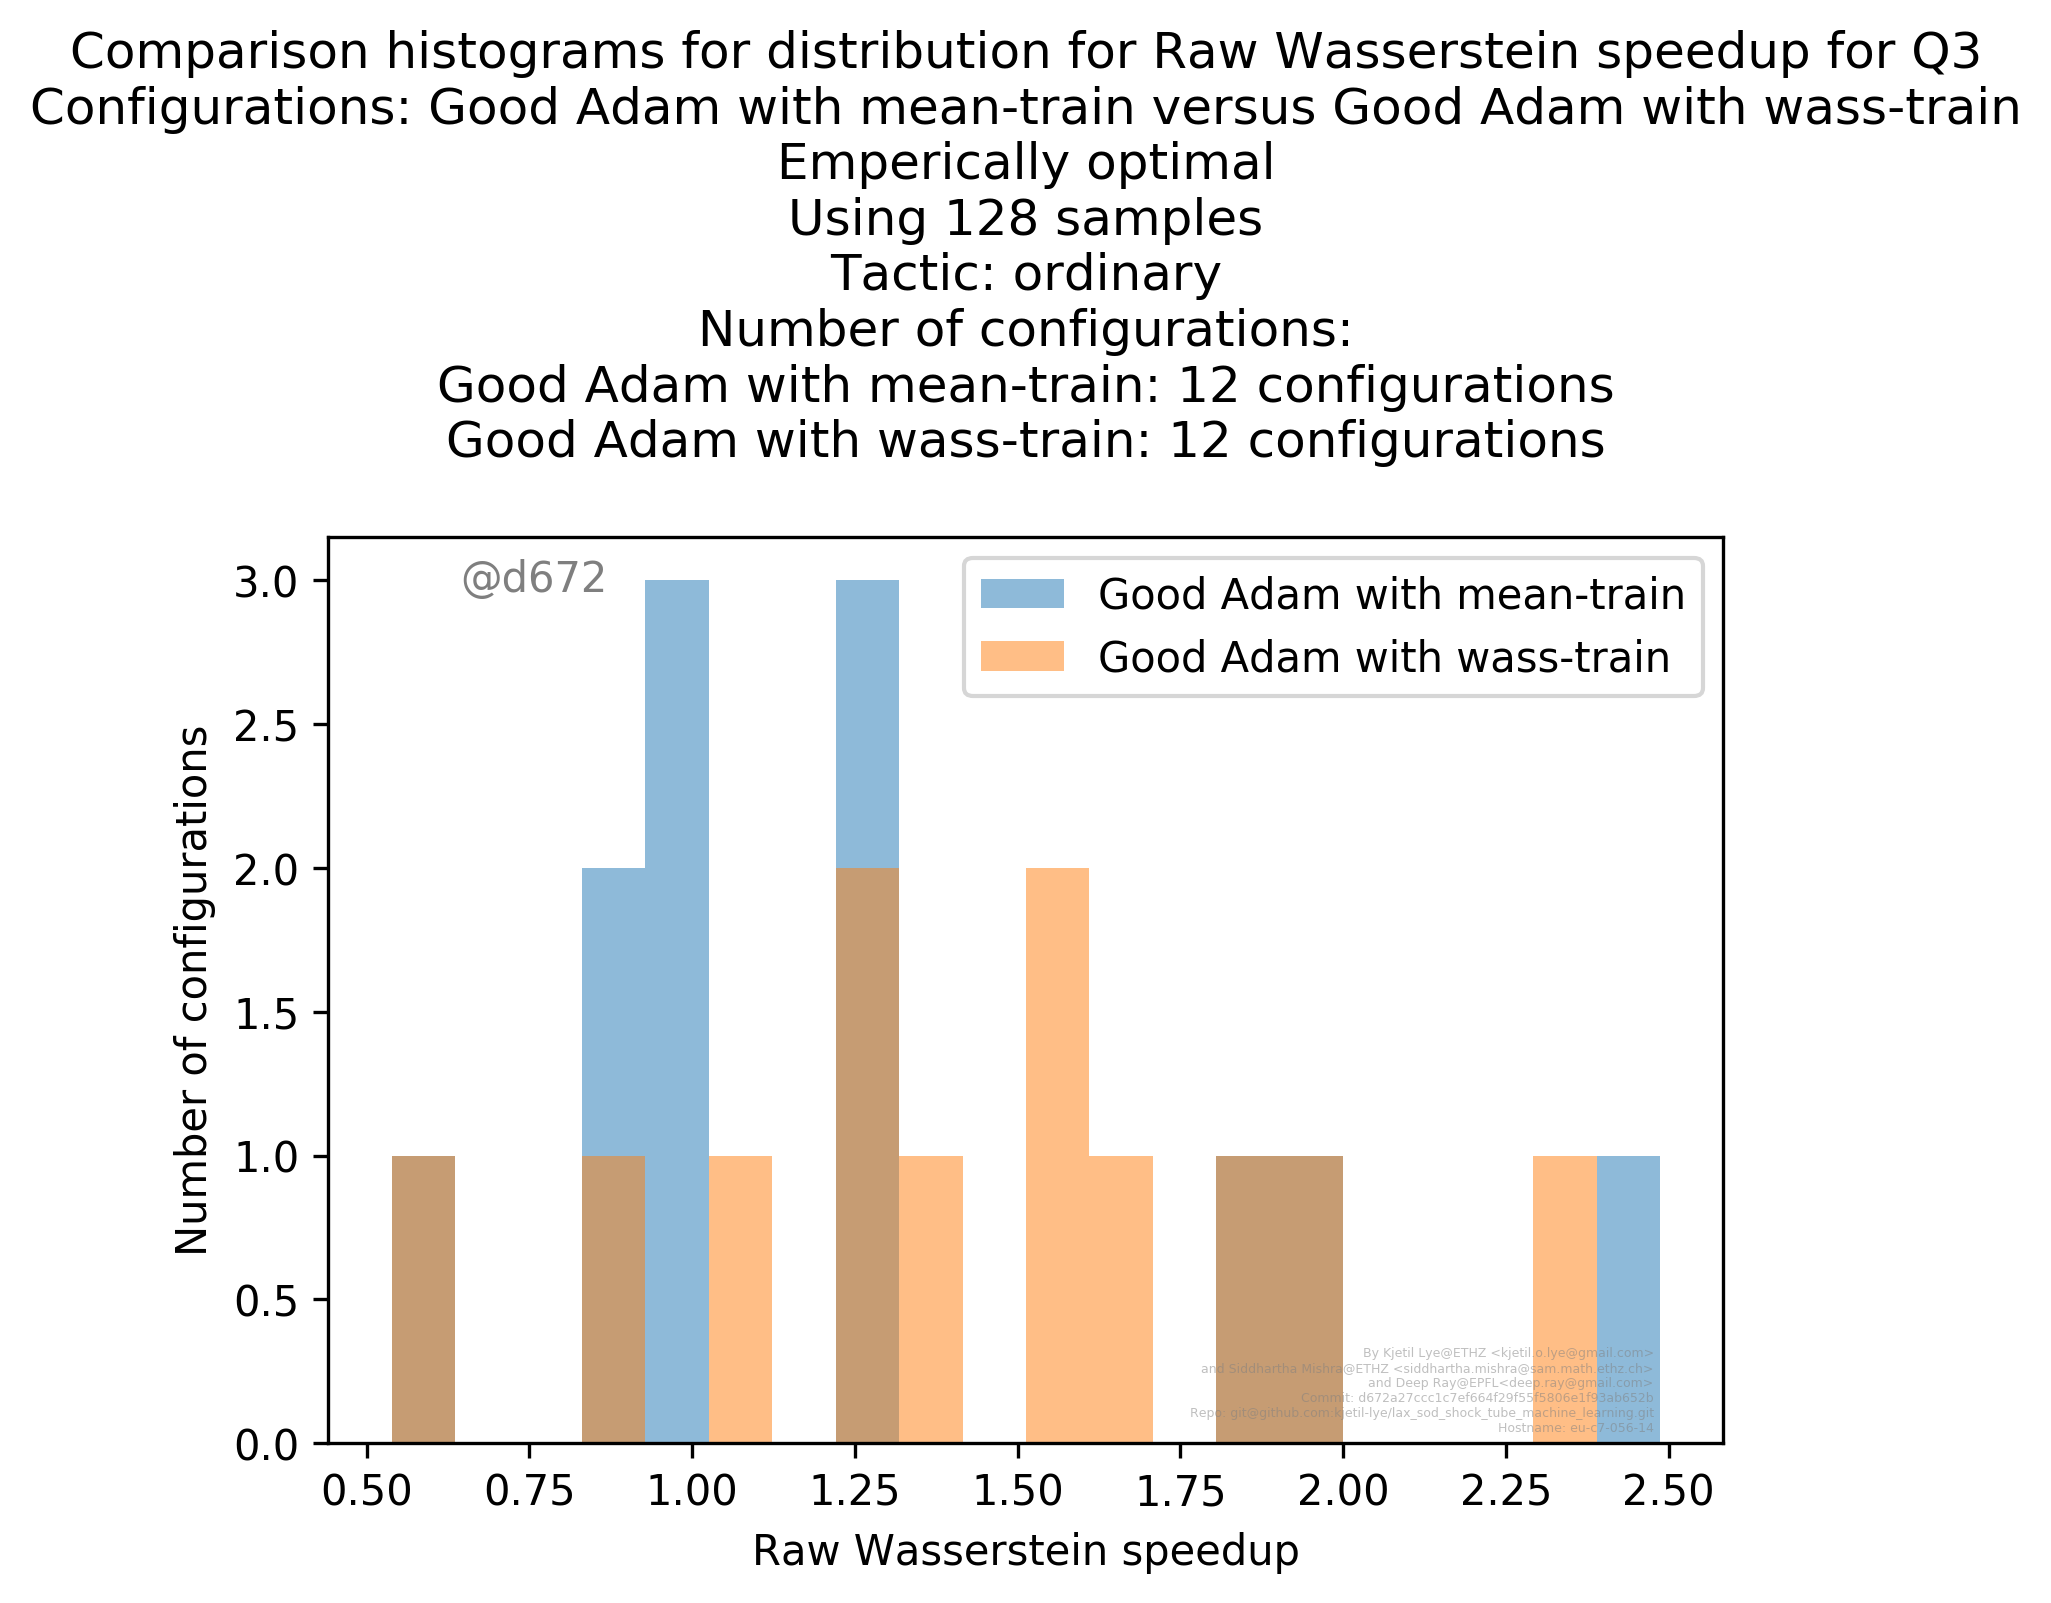 Comparison histograms for distribution for Raw Wasserstein speedup for Q3
Configurations: Good Adam with mean-train versus Good Adam with wass-train
Emperically optimal
Using 128 samples
Tactic: ordinary
Number of configurations:
Good Adam with mean-train: 12 configurations
Good Adam with wass-train: 12 configurations
@d672
Good Adam with mean-train
Good Adam with wass-train
3.0
2.5
2.0
1.5
1.0
0.5
0.0
Number of configurations
By Kjetil Lye@ETHZ <kjetil.o.lye@gmail.com>
and Siddhartha Mishra@ETHZ <siddhartha.mishra@sam.math.ethz.ch>
and Deep Ray@EPFL<deep.ray@gmail.com>
Commit: d672a27ccc1c7ef664f29f55f5806e1f93ab652b
Repo: git@github.com:kjetil-lye/lax_sod_shock_tube_machine_learning.git
Hostname: eu-c7-056-14
0.50 0.75 1.00 1.25 1.50 1.75 2.00 2.25 2.50
Raw Wasserstein speedup